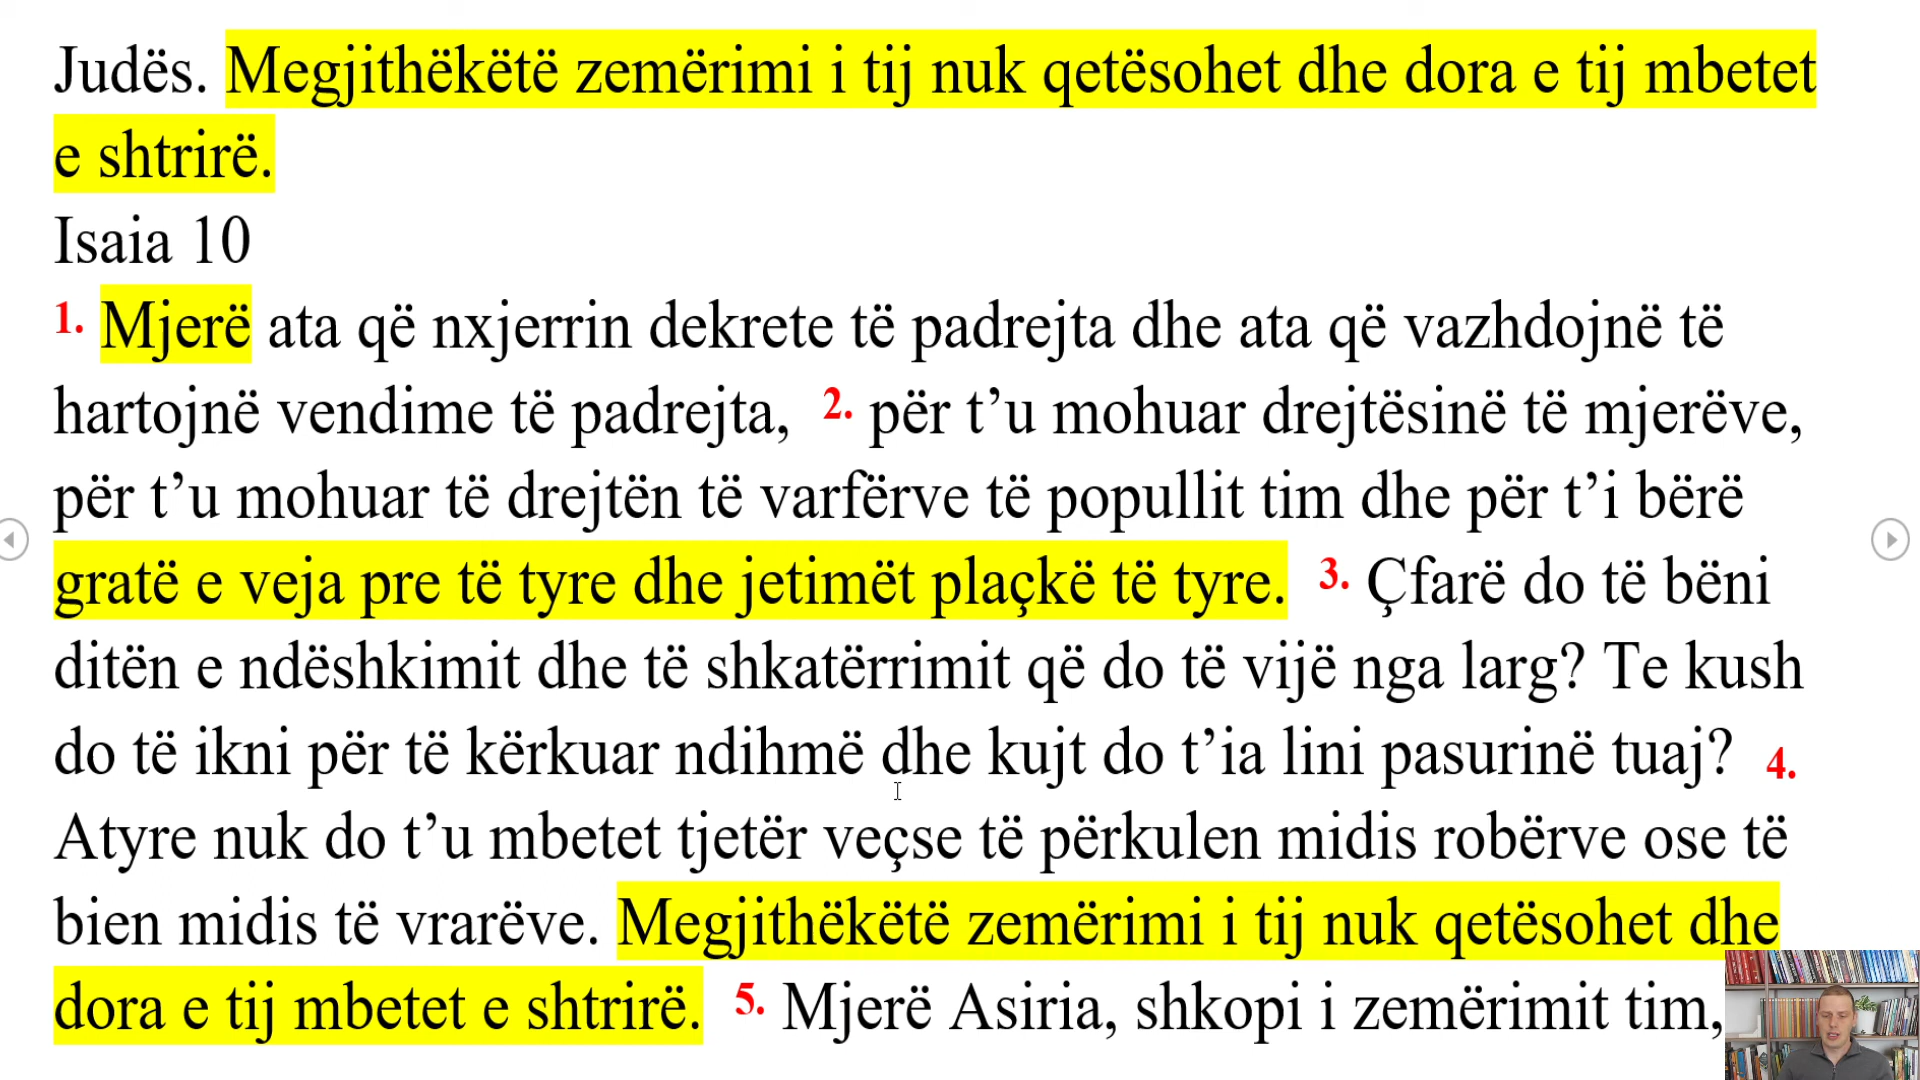 Judës. Megjithëkëtë zemërimi i tij nuk qetësohet dhe dora e tij mbetet
e shtrirë.
Isaia 10
1. Mjerë ata që nxjerrin dekrete të padrejta dhe ata që vazhdojnë të
hartojnë vendime të padrejta, 2. për t’u mohuar drejtësinë të mjerëve,
për t’u mohuar të drejtën të varfërve të popullit tim dhe për t’i bërë
gratë e veja pre të tyre dhe jetimët plaçkë të tyre. 3. Çfarë do të bëni
ditën e ndëshkimit dhe të shkatërrimit që do të vijë nga larg? Te kush
do të ikni për të kërkuar ndihmë dhe kujt do t’ia lini pasurinë tuaj? 4.
Atyre nuk do t’u mbetet tjetër veçse të përkulen midis robërve ose të
bien midis të vrarëve. Megjithëkëtë zemërimi i tij nuk qetësohet dhe
dora e tij mbetet e shtrirë. 5. Mjerë Asiria, shkopi i zemërimit tim,